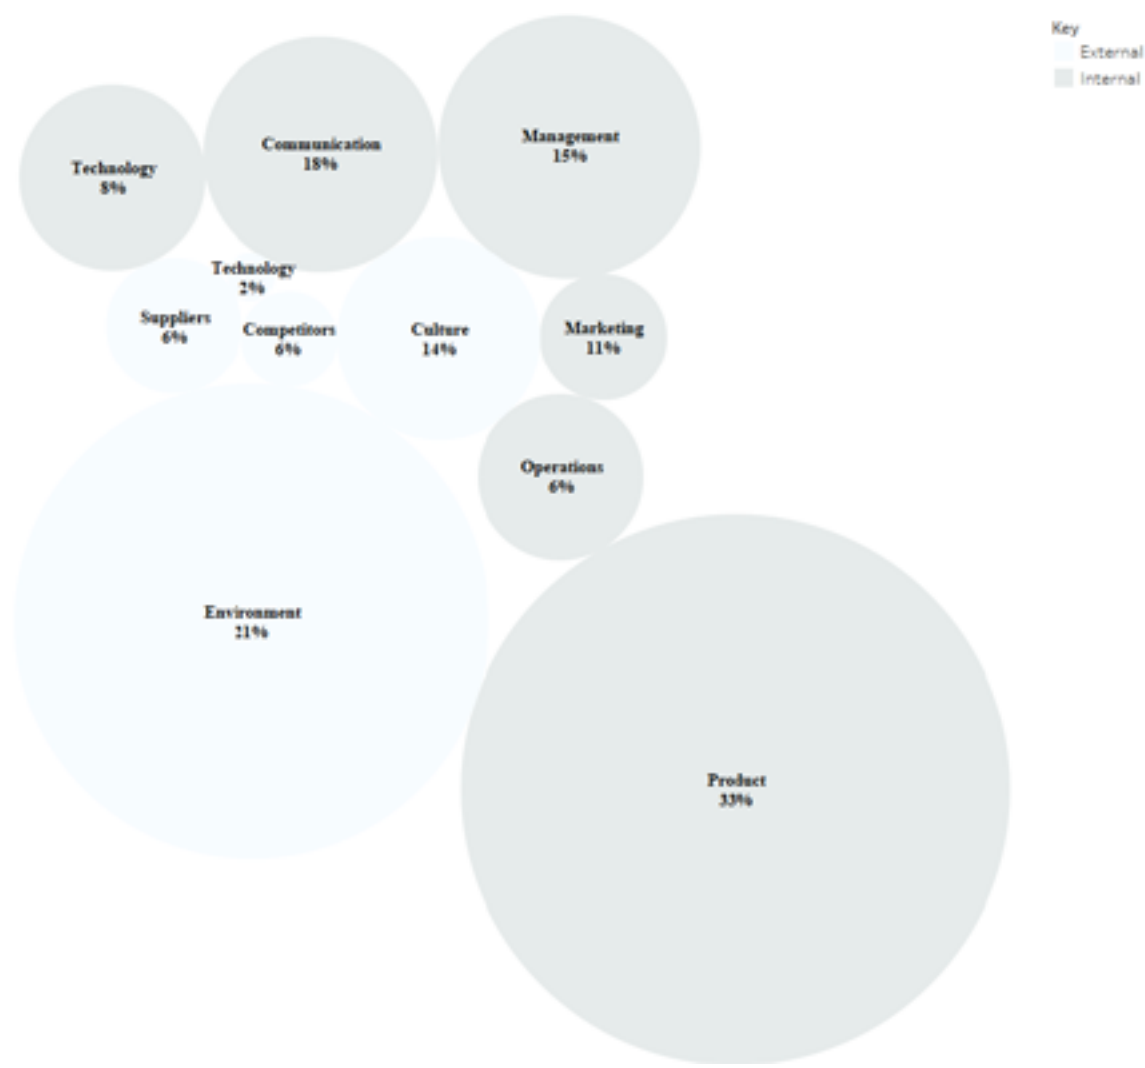 Key
External
Internal
Management
15%
Communication
18%
Technology
8%
Technology
2%
Suppliers
6%
Competitors
6%
Culture
14%
Marketing
11%
Operations
6%
Environment
21%
Product
33%